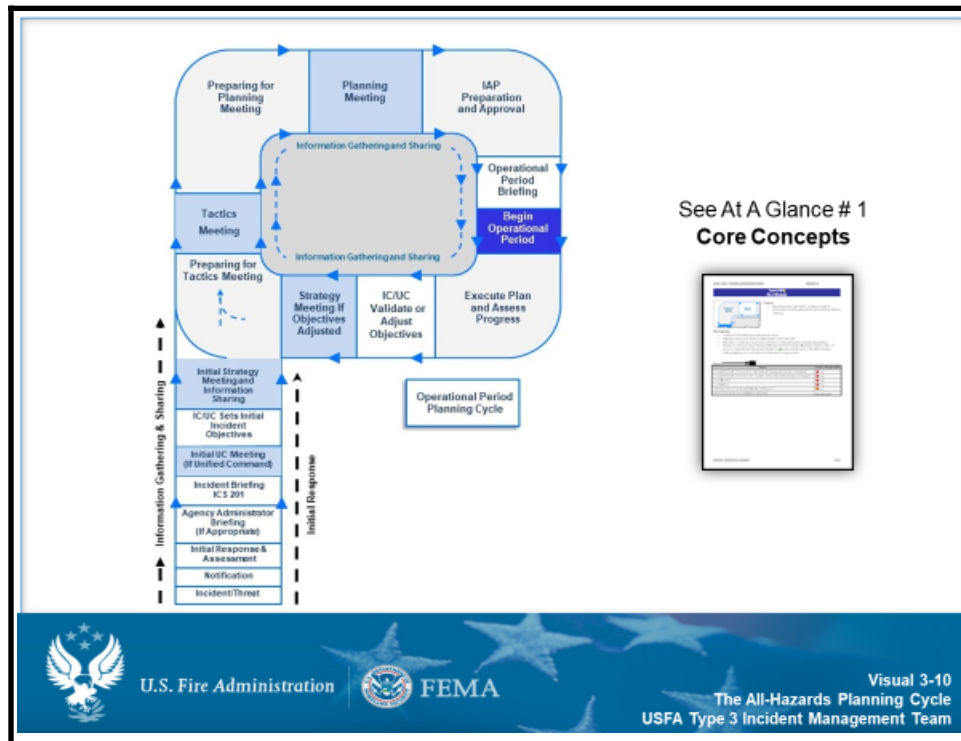 Preparing for
Planning
Meeting
Planning
Meeting
IAP
Preparation
and Approval
Information Gathering and Sharing
Operational
Period
Briefing
Begin
Operational
Period
Tactics
Meeting
Preparing for
Tactics Meeting
Information Gathering and Sharing
Strategy
Meeting If
Objectives
Adjusted
IC/UC
Validate or
Adjust
Objectives
Execute Plan
and Assess
Progress
Initial Strategy
Meeting and
Information
Sharing
IC/UC Sets Initial
Incident
Objectives
Initial UC Meeting
(If Unified Command)
Incident Briefing
ICS 201
Agency Administrator
Briefing
(If Appropriate)
Initial Response &
Assessment
Notification
Incident/Threat
Information Gathering & Sharing
Initial Response
Operational Period
Planning Cycle
See At A Glance # 1
Core Concepts
U.S. Fire Administration
FEMA
Visual 3-10
The All-Hazards Planning Cycle
USFA Type 3 Incident Management Team